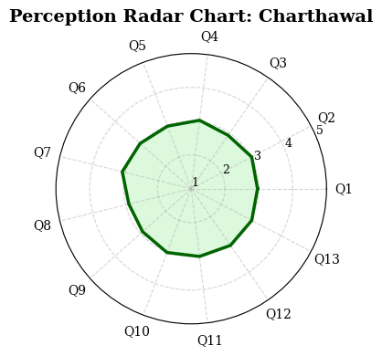 Perception Radar Chart: Charthawal
Q4
Q5
Q3
Q6
Q2
5
4
Q7
3
2
1
Q1
Q8
Q13
Q9
Q12
Q10
Q11